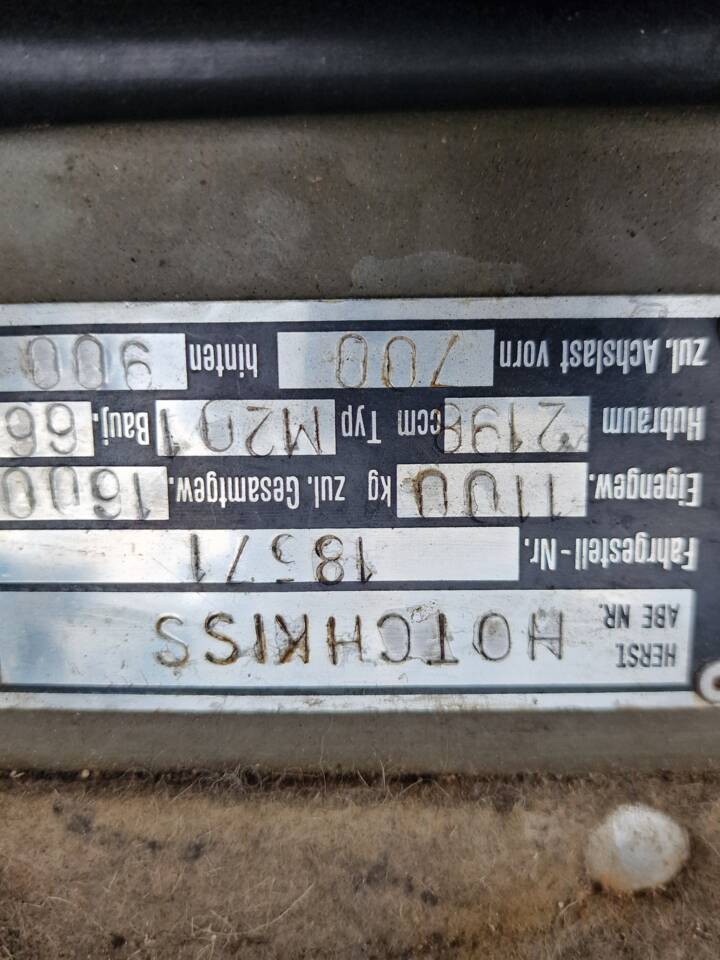 HERST HOTCHKISS
ABE NR.
Fahrgestell-Nr. 18571
Eigengew. 1100 kg zul. Gesamtgew. 1600
Hubraum 2198 ccm Typ M201 Bauj. 66
zul. Achslast vorn 700 hinten 900